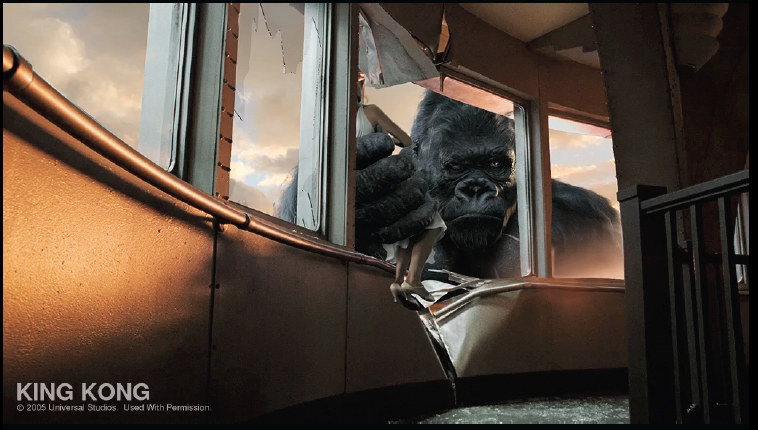 KING KONG
© 2005 Universal Studios. Used With Permission.